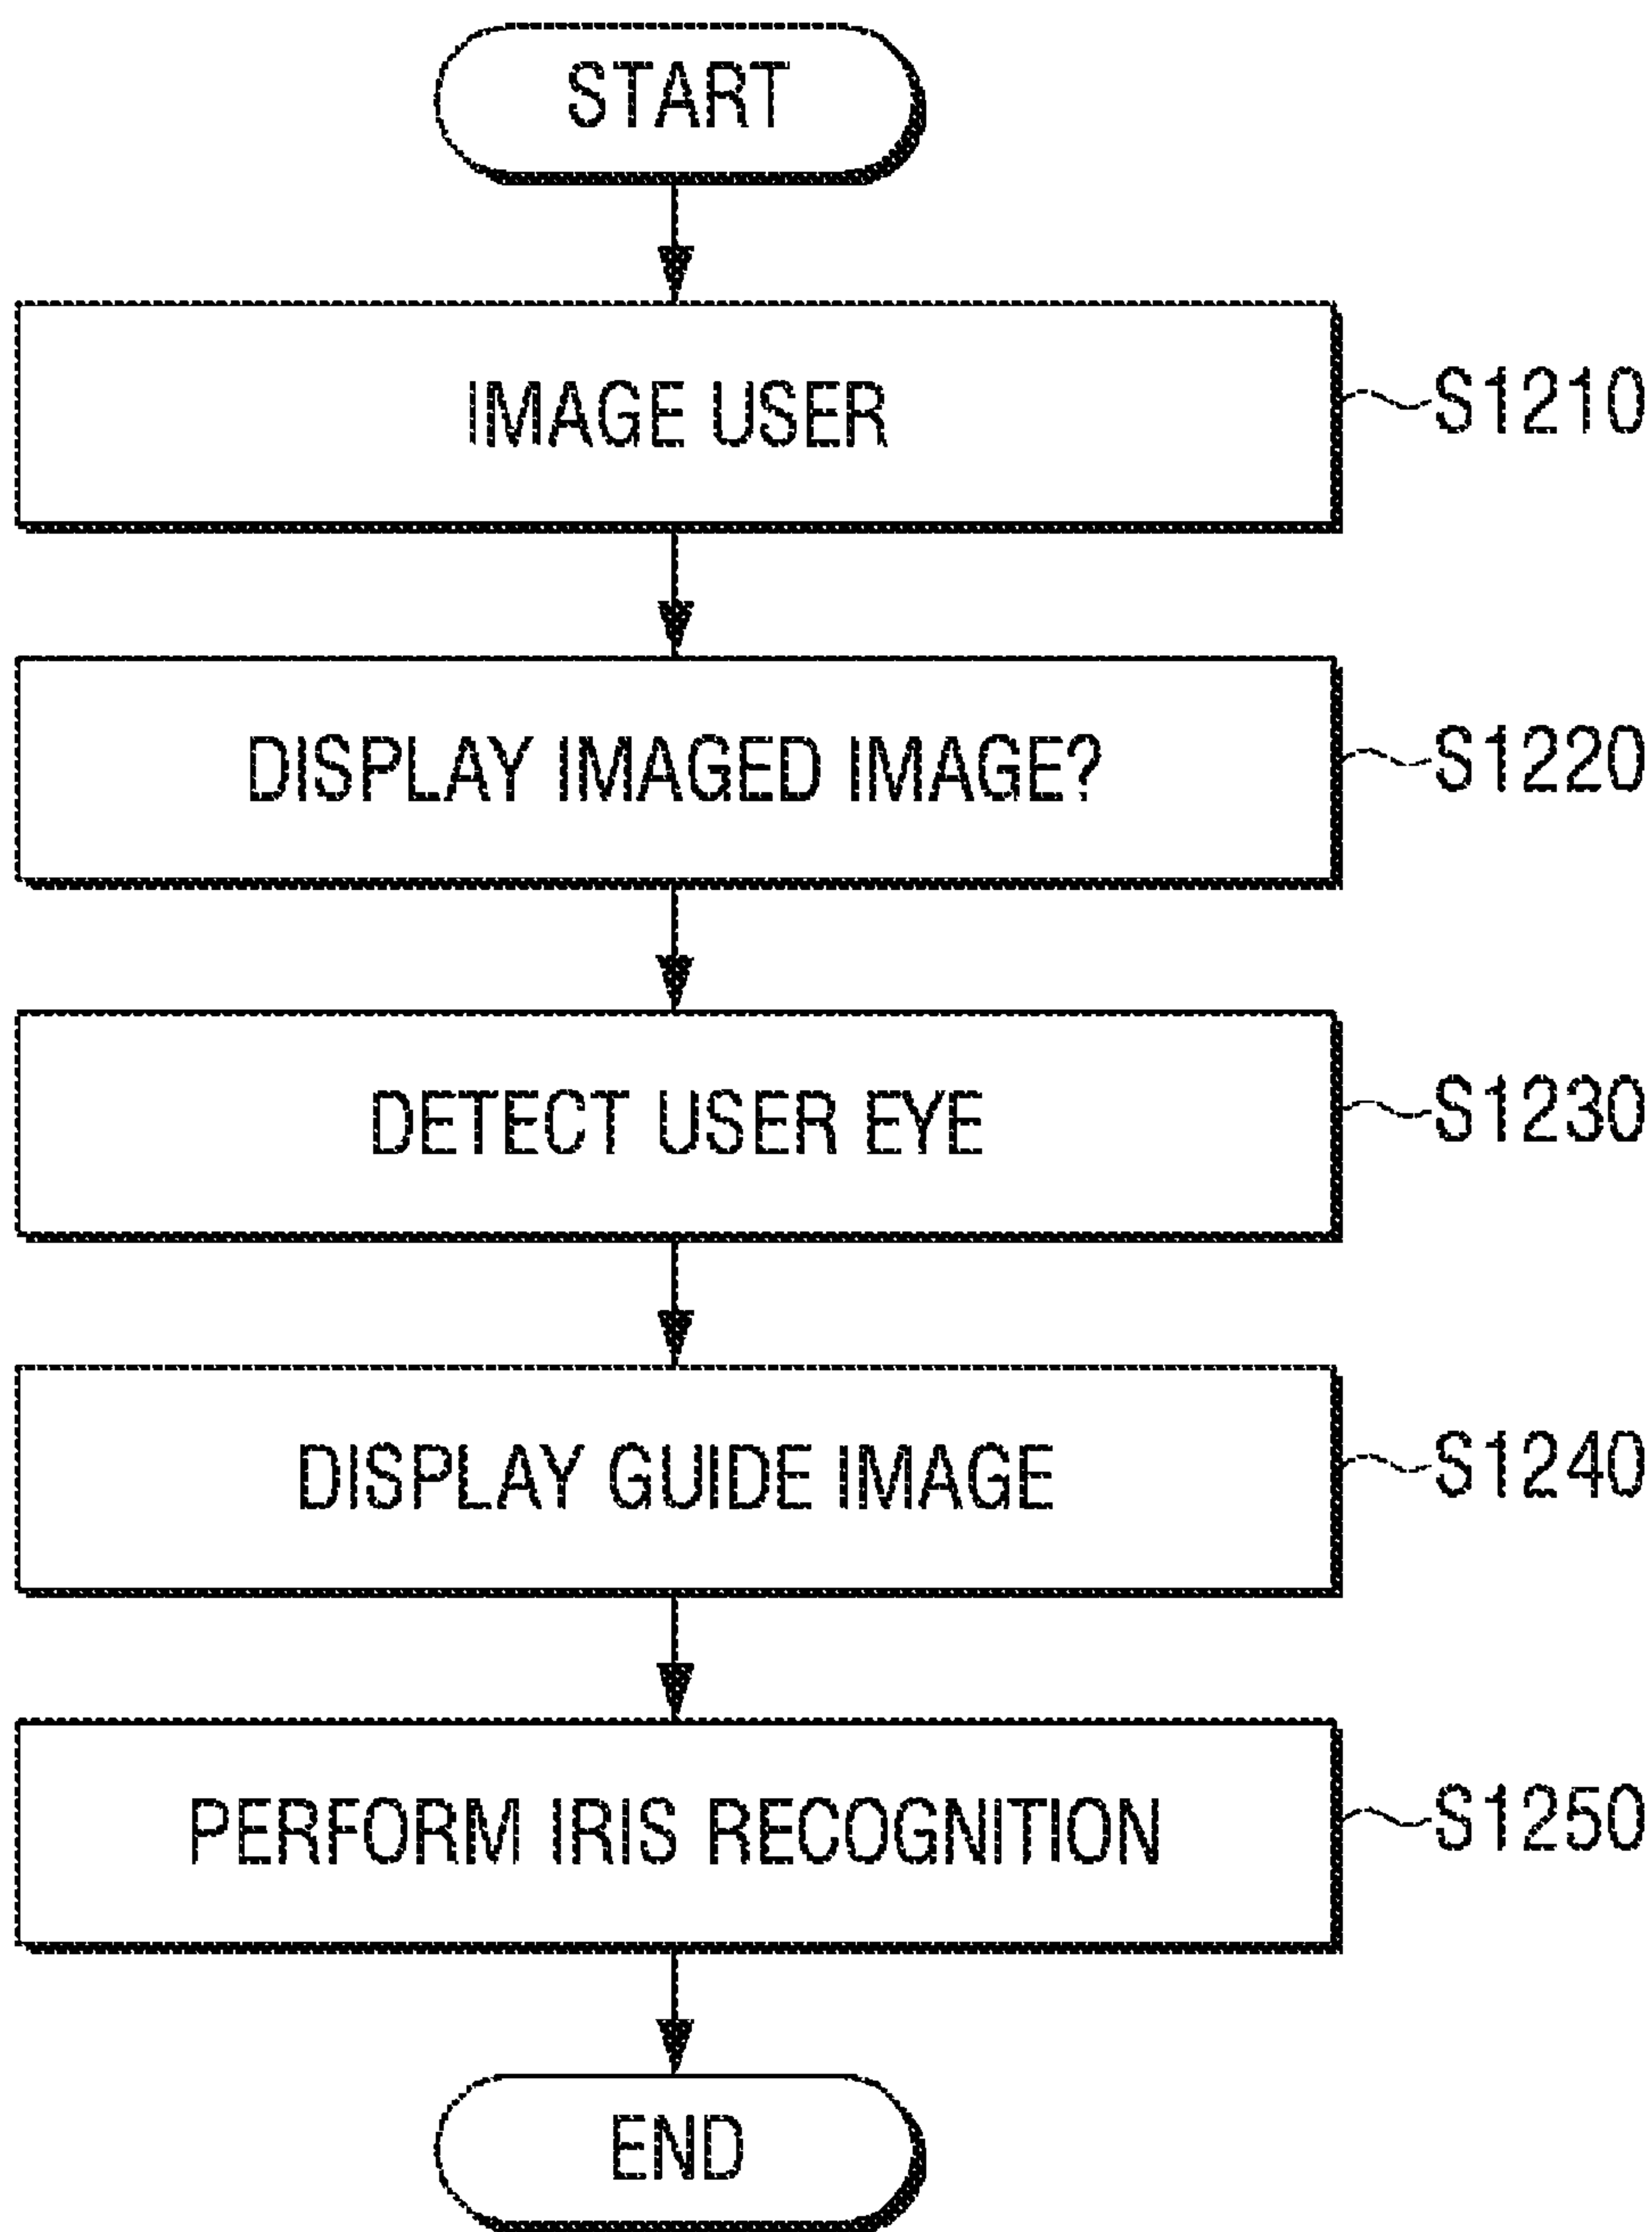 START
IMAGE USER
S1210
DISPLAY IMAGED IMAGE?
S1220
DETECT USER EYE
S1230
DISPLAY GUIDE IMAGE
S1240
PERFORM IRIS RECOGNITION
S1250
END